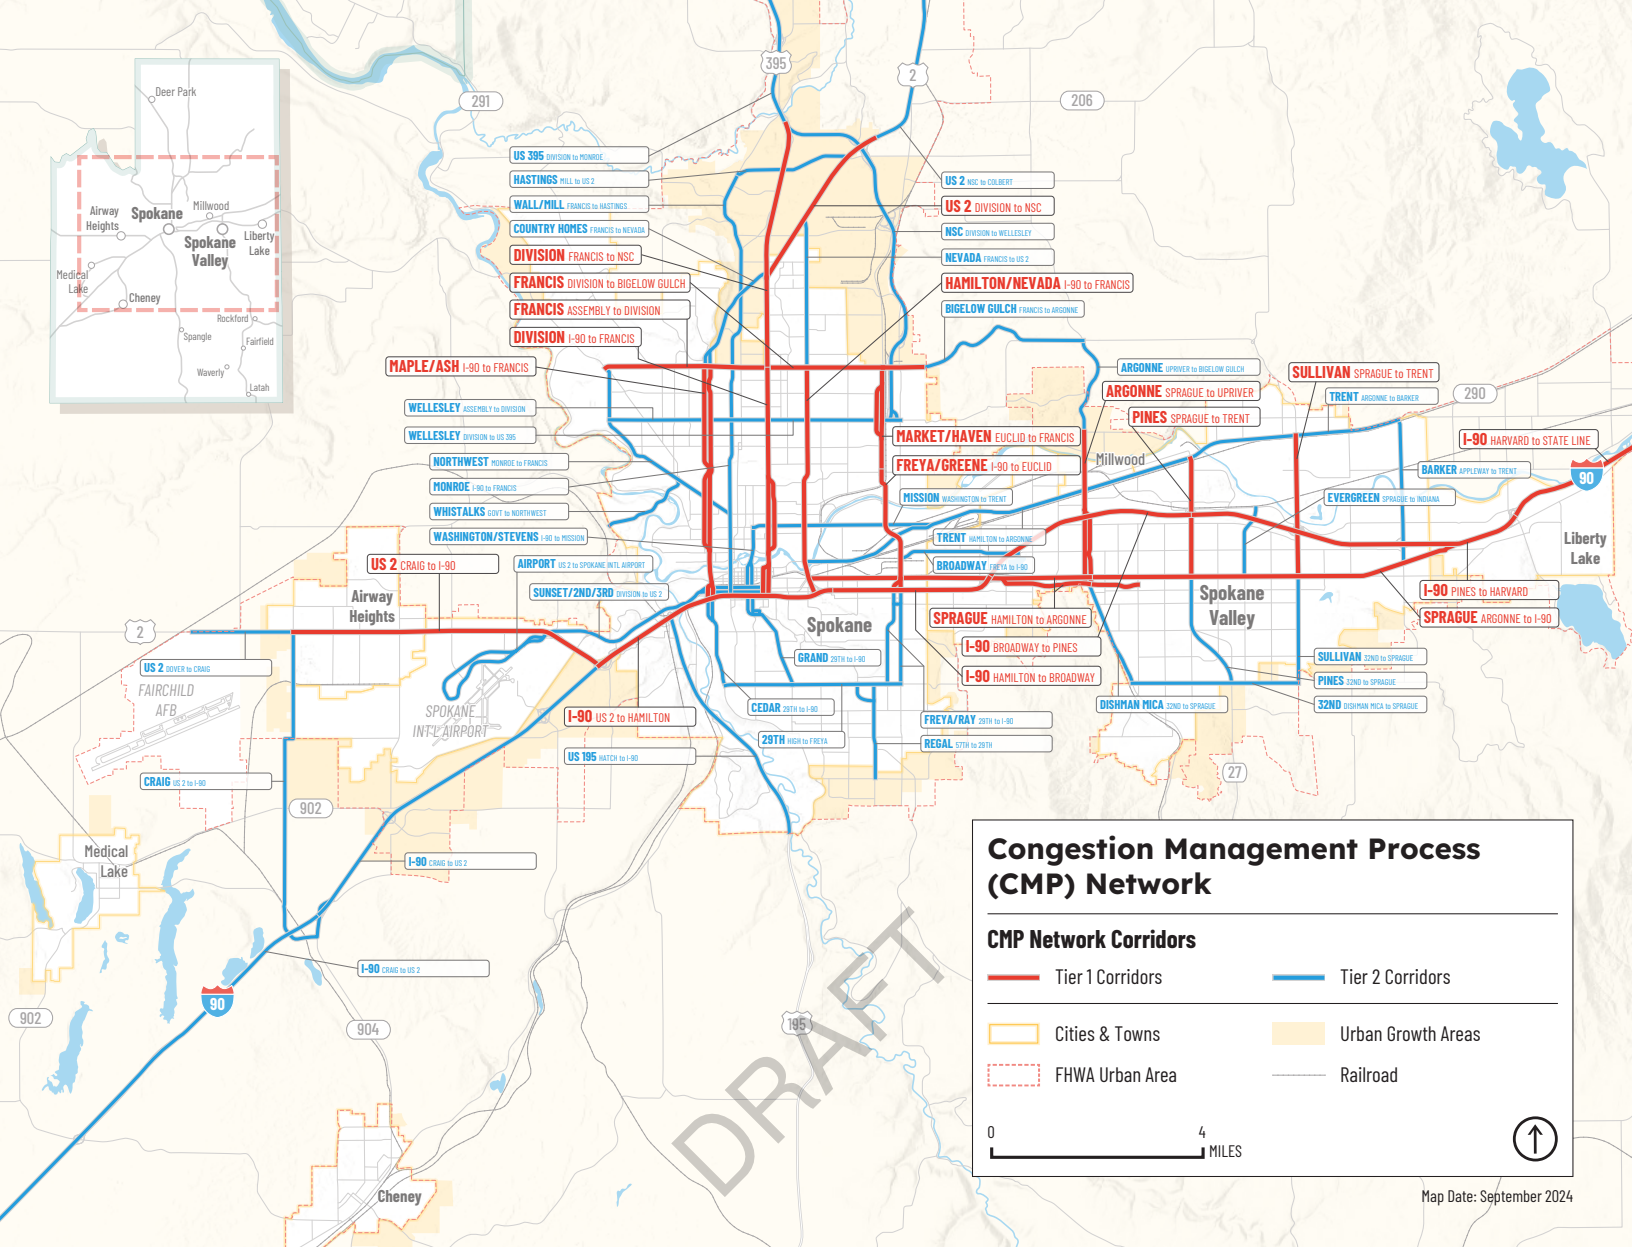 395
2
291
206
Deer Park
Airway
Heights
Spokane
Millwood
Spokane
Valley
Liberty
Lake
Medical
Lake
Cheney
Rockford
Spangle
Fairfield
Waverly
Latah
US 395 DIVISION to MONROE
HASTINGS MILL to US 2
WALL/MILL FRANCIS to HASTINGS
COUNTRY HOMES FRANCIS to NEVADA
DIVISION FRANCIS to NSC
FRANCIS DIVISION to BIGELOW GULCH
FRANCIS ASSEMBLY to DIVISION
DIVISION I-90 to FRANCIS
MAPLE/ASH I-90 to FRANCIS
WELLESLEY ASSEMBLY to DIVISION
WELLESLEY DIVISION to US 395
NORTHWEST MONROE to FRANCIS
MONROE I-90 to FRANCIS
WHISTALKS GOVT to NORTHWEST
WASHINGTON/STEVENS I-90 to MISSION
US 2 CRAIG to I-90
AIRPORT US 2 to SPOKANE INTL AIRPORT
SUNSET/2ND/3RD DIVISION to US 2
US 2 NSC to COLBERT
US 2 DIVISION to NSC
NSC DIVISION to WELLESLEY
NEVADA FRANCIS to US 2
HAMILTON/NEVADA I-90 to FRANCIS
BIGELOW GULCH FRANCIS to ARGONNE
ARGONNE UPRIVER to BIGELOW GULCH
ARGONNE SPRAGUE to UPRIVER
PINES SPRAGUE to TRENT
SULLIVAN SPRAGUE to TRENT
TRENT ARGONNE to BARKER
290
I-90 HARVARD to STATE LINE
MARKET/HAVEN EUCLID to FRANCIS
FREYA/GREENE I-90 to EUCLID
Millwood
BARKER APPLEWAY to TRENT
90
MISSION WASHINGTON to TRENT
EVERGREEN SPRAGUE to INDIANA
TRENT HAMILTON to ARGONNE
BROADWAY FREYA to I-90
Liberty
Lake
Airway
Heights
2
Spokane
Spokane
Valley
I-90 PINES to HARVARD
SPRAGUE ARGONNE to I-90
SPRAGUE HAMILTON to ARGONNE
I-90 BROADWAY to PINES
I-90 HAMILTON to BROADWAY
GRAND 29TH to I-90
SULLIVAN 32ND to SPRAGUE
PINES 32ND to SPRAGUE
32ND DISHMAN MICA to SPRAGUE
DISHMAN MICA 32ND to SPRAGUE
US 2 DOVER to CRAIG
FAIRCHILD
AFB
SPOKANE
INT'L AIRPORT
I-90 US 2 to HAMILTON
CEDAR 29TH to I-90
29TH HIGH to FREYA
FREYA/RAY 29TH to I-90
REGAL 57TH to 29TH
US 195 HATCH to I-90
CRAIG US 2 to I-90
27
902
Medical
Lake
I-90 CRAIG to US 2
I-90 CRAIG to US 2
90
902
904
195
Cheney
DRAFT
Congestion Management Process
(CMP) Network
CMP Network Corridors
Tier 1 Corridors
Tier 2 Corridors
Cities & Towns
Urban Growth Areas
FHWA Urban Area
Railroad
0
4
MILES
Map Date: September 2024